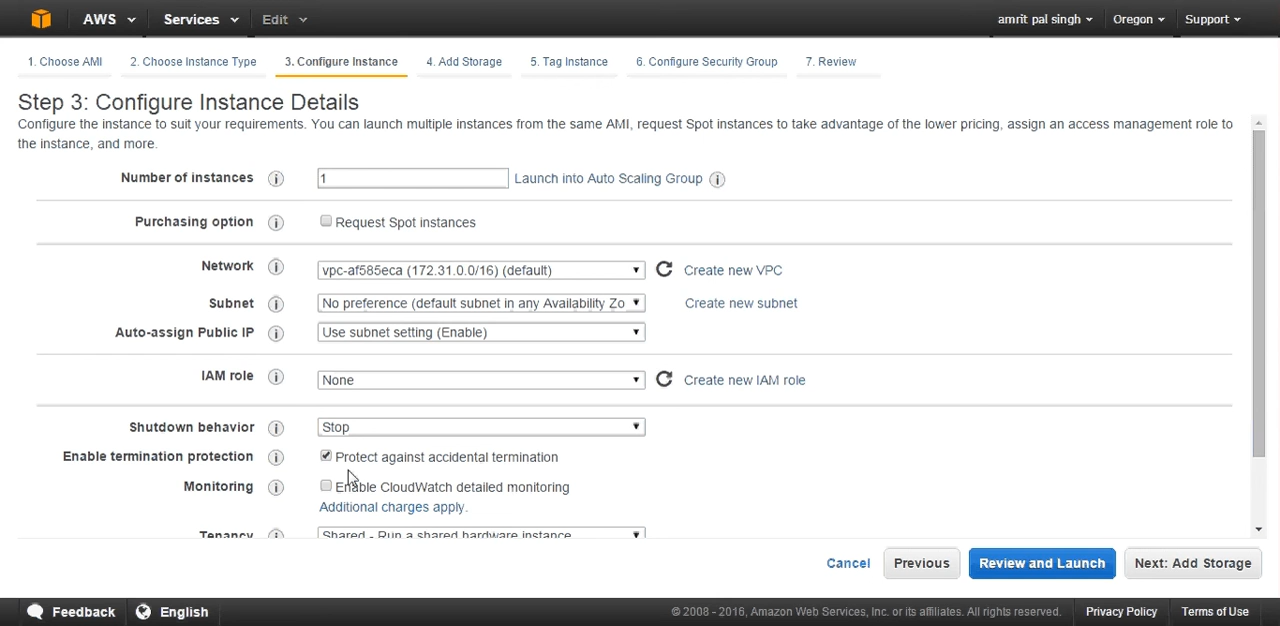 AWS Services Edit amrit pal singh Oregon Support
1. Choose AMI 2. Choose Instance Type 3. Configure Instance 4. Add Storage 5. Tag Instance 6. Configure Security Group 7. Review
Step 3: Configure Instance Details
Configure the instance to suit your requirements. You can launch multiple instances from the same AMI, request Spot instances to take advantage of the lower pricing, assign an access management role to
the instance, and more.
Number of instances i 1 Launch into Auto Scaling Group i
Purchasing option i Request Spot instances
Network i vpc-af585eca (172.31.0.0/16) (default) Create new VPC
Subnet i No preference (default subnet in any Availability Zo Create new subnet
Auto-assign Public IP i Use subnet setting (Enable)
IAM role i None Create new IAM role
Shutdown behavior i Stop
Enable termination protection i Protect against accidental termination
Monitoring i Enable CloudWatch detailed monitoring
Additional charges apply.
Tenancy i Shared - Run a shared hardware instance
Cancel Previous Review and Launch Next: Add Storage
Feedback English © 2008 - 2016, Amazon Web Services, Inc. or its affiliates. All rights reserved. Privacy Policy Terms of Use